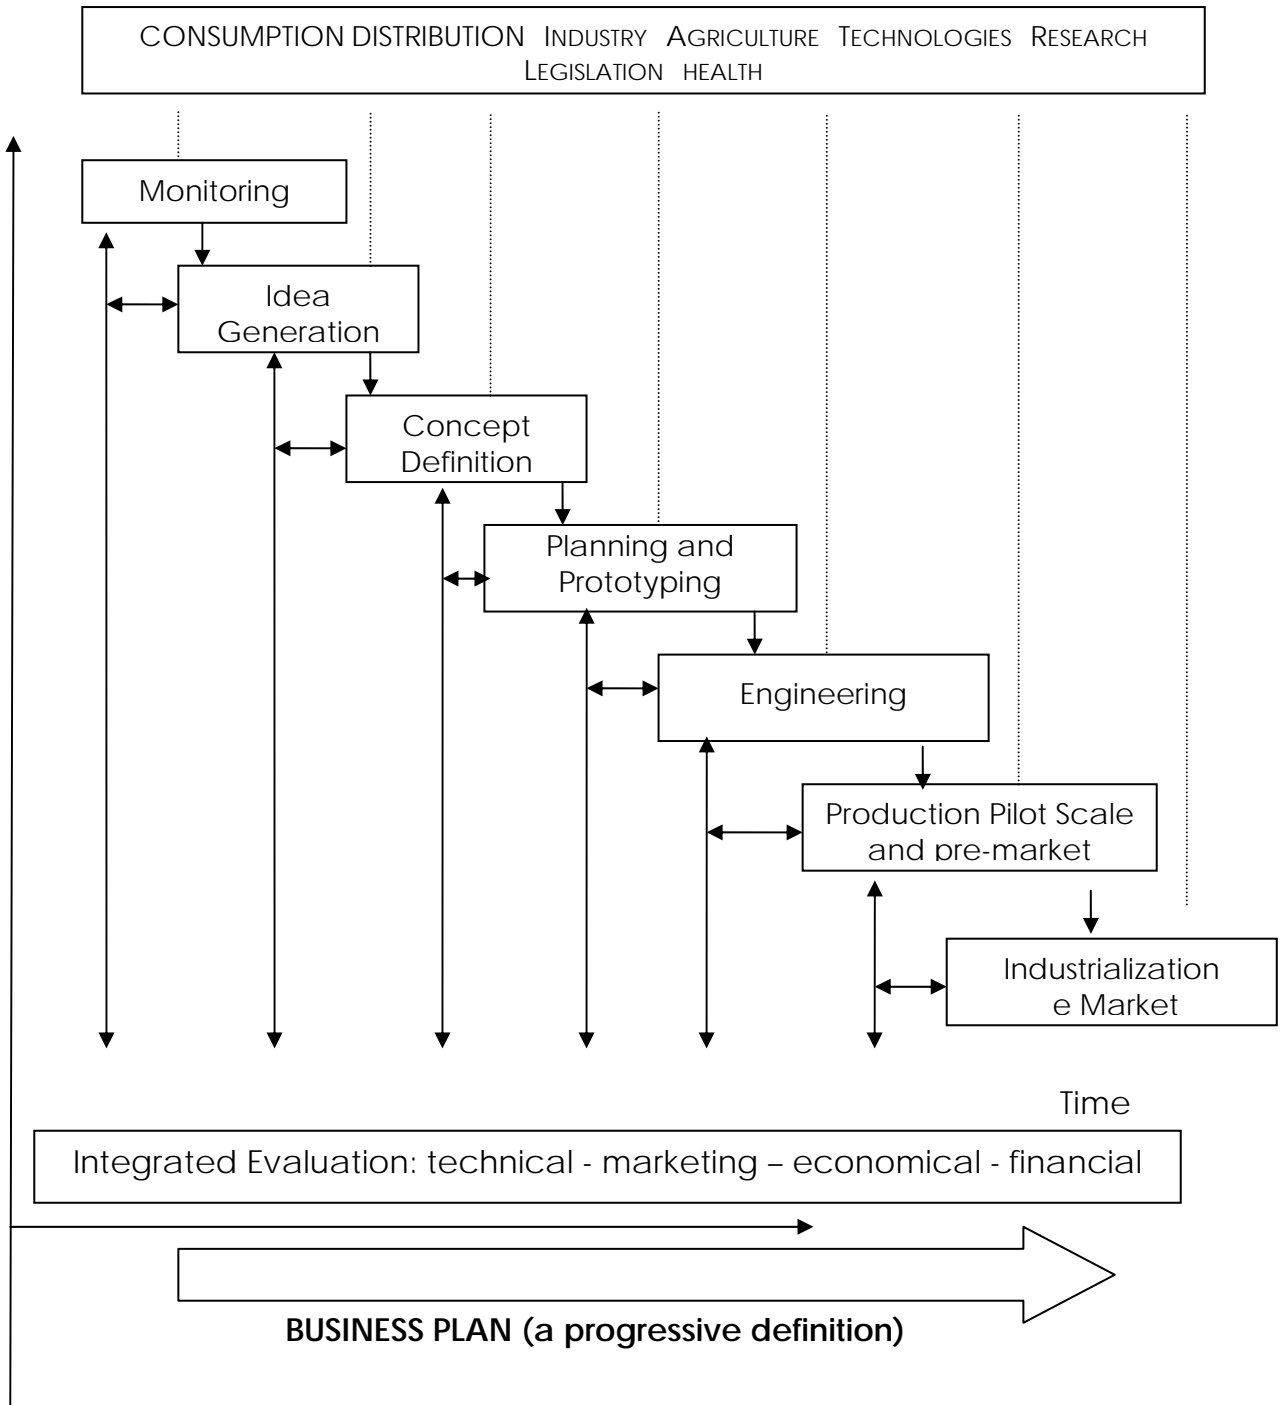 CONSUMPTION DISTRIBUTION INDUSTRY AGRICULTURE TECHNOLOGIES RESEARCH
LEGISLATION HEALTH
Monitoring
Idea
Generation
Concept
Definition
Planning and
Prototyping
Engineering
Production Pilot Scale
and pre-market
Industrialization
e Market
Time
Integrated Evaluation: technical - marketing – economical - financial
BUSINESS PLAN (a progressive definition)